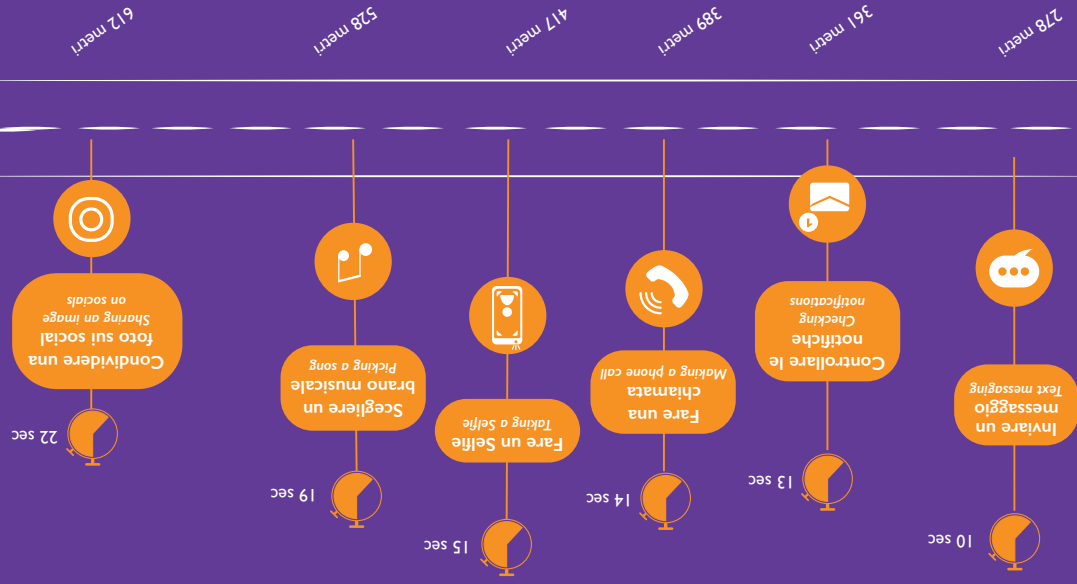 10 sec
Inviare un
messaggio
Text messaging
278 metri
13 sec
Controllare le
notifiche
Checking
notifications
1
361 metri
14 sec
Fare una
chiamata
Making a phone call
389 metri
15 sec
Fare un Selfie
Taking a Selfie
417 metri
19 sec
Scegliere un
brano musicale
Picking a song
528 metri
22 sec
Condividere una
foto sui social
Sharing an image
on socials
612 metri